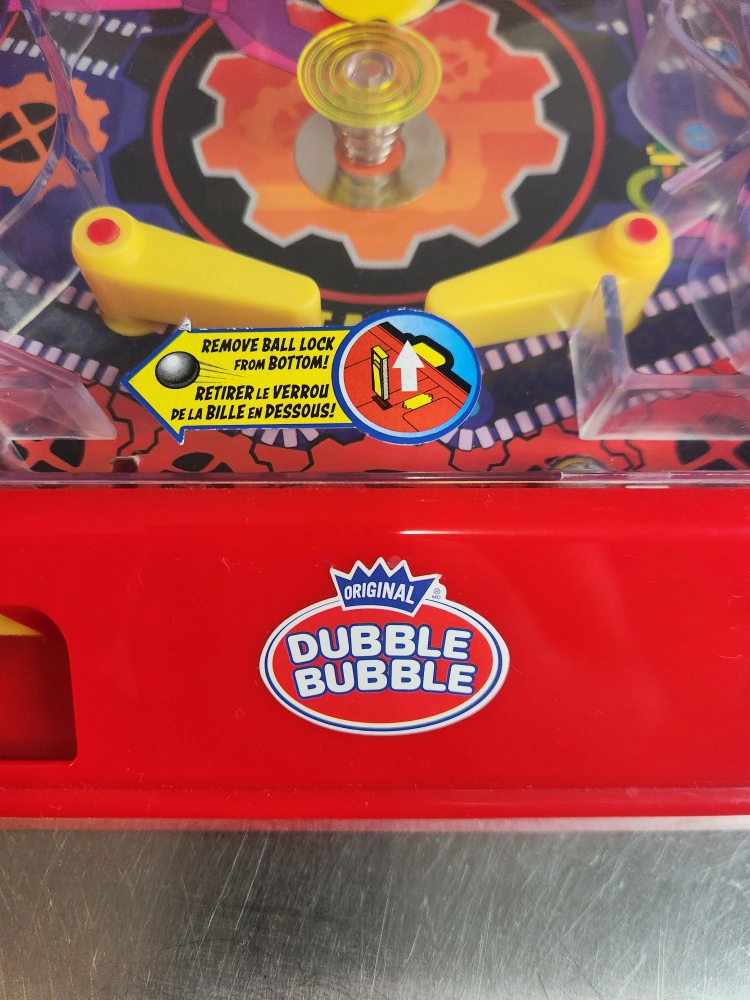 REMOVE BALL LOCK
FROM BOTTOM!
RETIRER LE VERROU
DE LA BILLE EN DESSOUS!
ORIGINAL
DUBBLE
BUBBLE